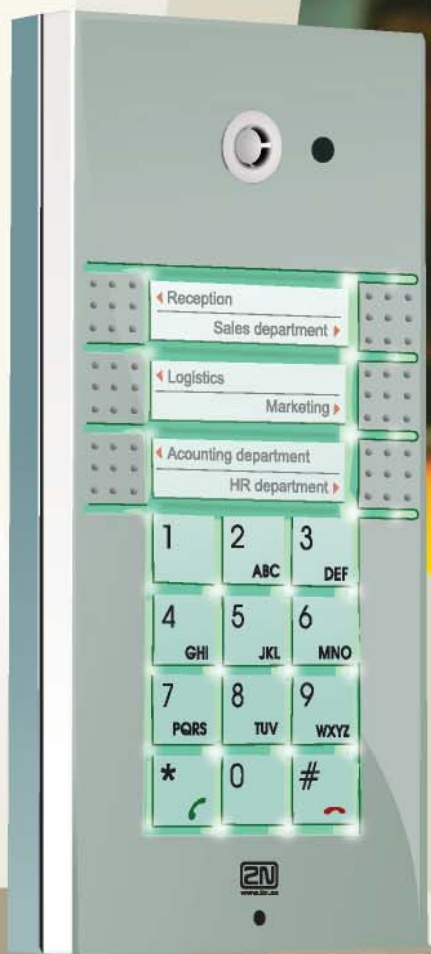 Reception
Sales department
Logistics
Marketing
Acounting department
HR department
1 2 3
ABC DEF
4 5 6
GHI JKL MNO
7 8 9
PQRS TUV WXYZ
* 0 #
2N